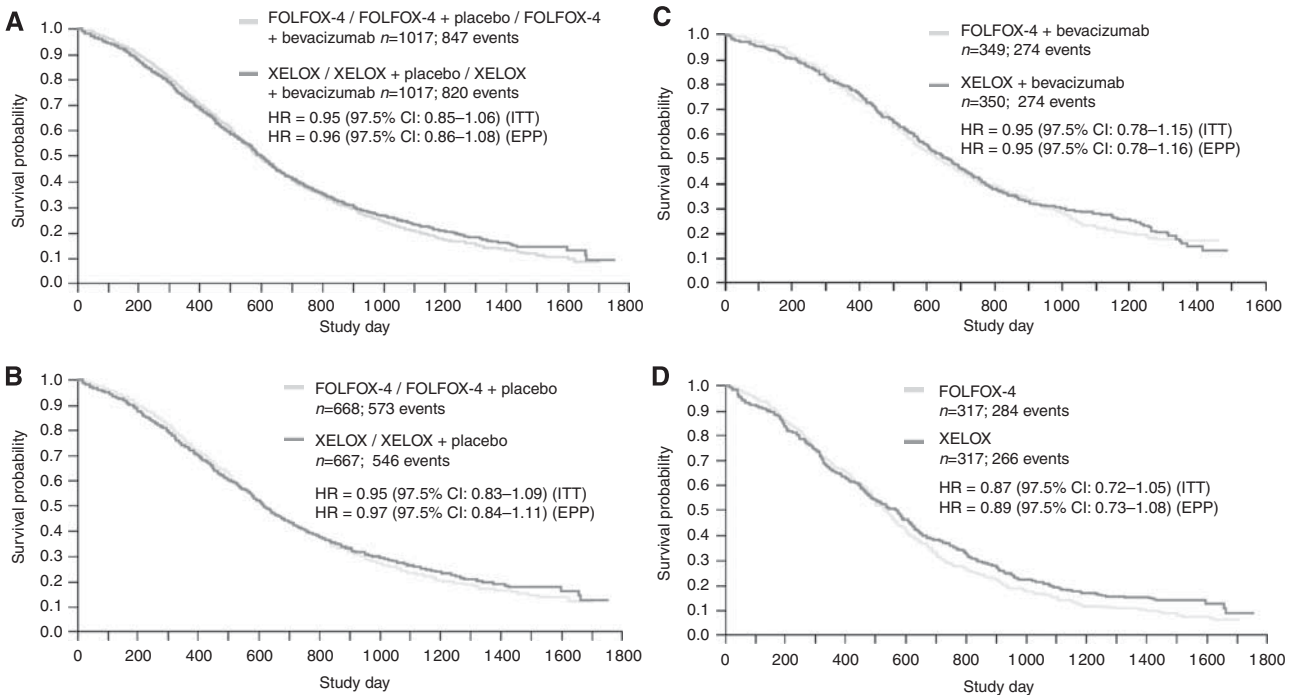 A
FOLFOX-4 / FOLFOX-4 + placebo / FOLFOX-4
+ bevacizumab n=1017; 847 events
XELOX / XELOX + placebo / XELOX
+ bevacizumab n=1017; 820 events
HR = 0.95 (97.5% CI: 0.85–1.06) (ITT)
HR = 0.96 (97.5% CI: 0.86–1.08) (EPP)
Survival probability
1.0
0.9
0.8
0.7
0.6
0.5
0.4
0.3
0.2
0.1
0.0
0 200 400 600 800 1000 1200 1400 1600 1800
Study day
C
FOLFOX-4 + bevacizumab
n=349; 274 events
XELOX + bevacizumab
n=350; 274 events
HR = 0.95 (97.5% CI: 0.78–1.15) (ITT)
HR = 0.95 (97.5% CI: 0.78–1.16) (EPP)
Survival probability
1.0
0.9
0.8
0.7
0.6
0.5
0.4
0.3
0.2
0.1
0.0
0 200 400 600 800 1000 1200 1400 1600
Study day
B
FOLFOX-4 / FOLFOX-4 + placebo
n=668; 573 events
XELOX / XELOX + placebo
n=667; 546 events
HR = 0.95 (97.5% CI: 0.83–1.09) (ITT)
HR = 0.97 (97.5% CI: 0.84–1.11) (EPP)
Survival probability
1.0
0.9
0.8
0.7
0.6
0.5
0.4
0.3
0.2
0.1
0.0
0 200 400 600 800 1000 1200 1400 1600 1800
Study day
D
FOLFOX-4
n=317; 284 events
XELOX
n=317; 266 events
HR = 0.87 (97.5% CI: 0.72–1.05) (ITT)
HR = 0.89 (97.5% CI: 0.73–1.08) (EPP)
Survival probability
1.0
0.9
0.8
0.7
0.6
0.5
0.4
0.3
0.2
0.1
0.0
0 200 400 600 800 1000 1200 1400 1600 1800
Study day